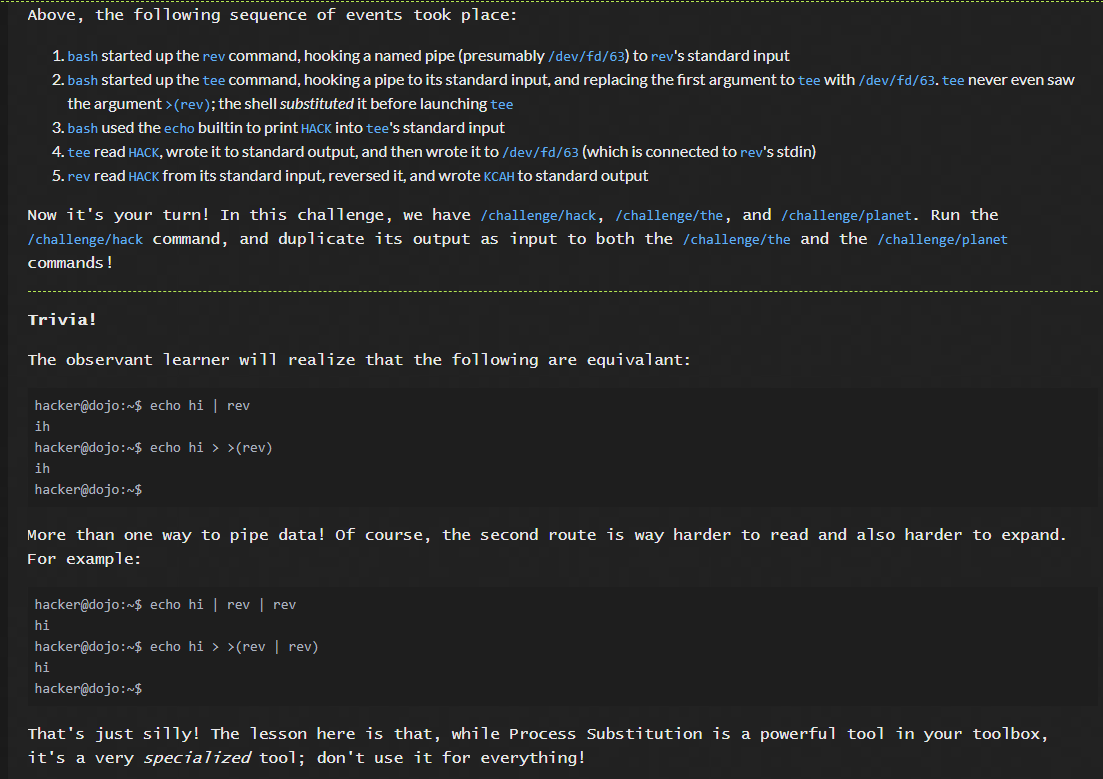 Above, the following sequence of events took place:
1. bash started up the rev command, hooking a named pipe (presumably /dev/fd/63) to rev's standard input
2. bash started up the tee command, hooking a pipe to its standard input, and replacing the first argument to tee with /dev/fd/63. tee never even saw
the argument >(rev); the shell substituted it before launching tee
3. bash used the echo builtin to print HACK into tee's standard input
4. tee read HACK, wrote it to standard output, and then wrote it to /dev/fd/63 (which is connected to rev's stdin)
5. rev read HACK from its standard input, reversed it, and wrote KCAH to standard output
Now it's your turn! In this challenge, we have /challenge/hack, /challenge/the, and /challenge/planet. Run the
/challenge/hack command, and duplicate its output as input to both the /challenge/the and the /challenge/planet
commands!
Trivia!
The observant learner will realize that the following are equivalant:
hacker@dojo:~$ echo hi | rev
ih
hacker@dojo:~$ echo hi > >(rev)
ih
hacker@dojo:~$
More than one way to pipe data! Of course, the second route is way harder to read and also harder to expand.
For example:
hacker@dojo:~$ echo hi | rev | rev
hi
hacker@dojo:~$ echo hi > >(rev | rev)
hi
hacker@dojo:~$
That's just silly! The lesson here is that, while Process Substitution is a powerful tool in your toolbox,
it's a very specialized tool; don't use it for everything!